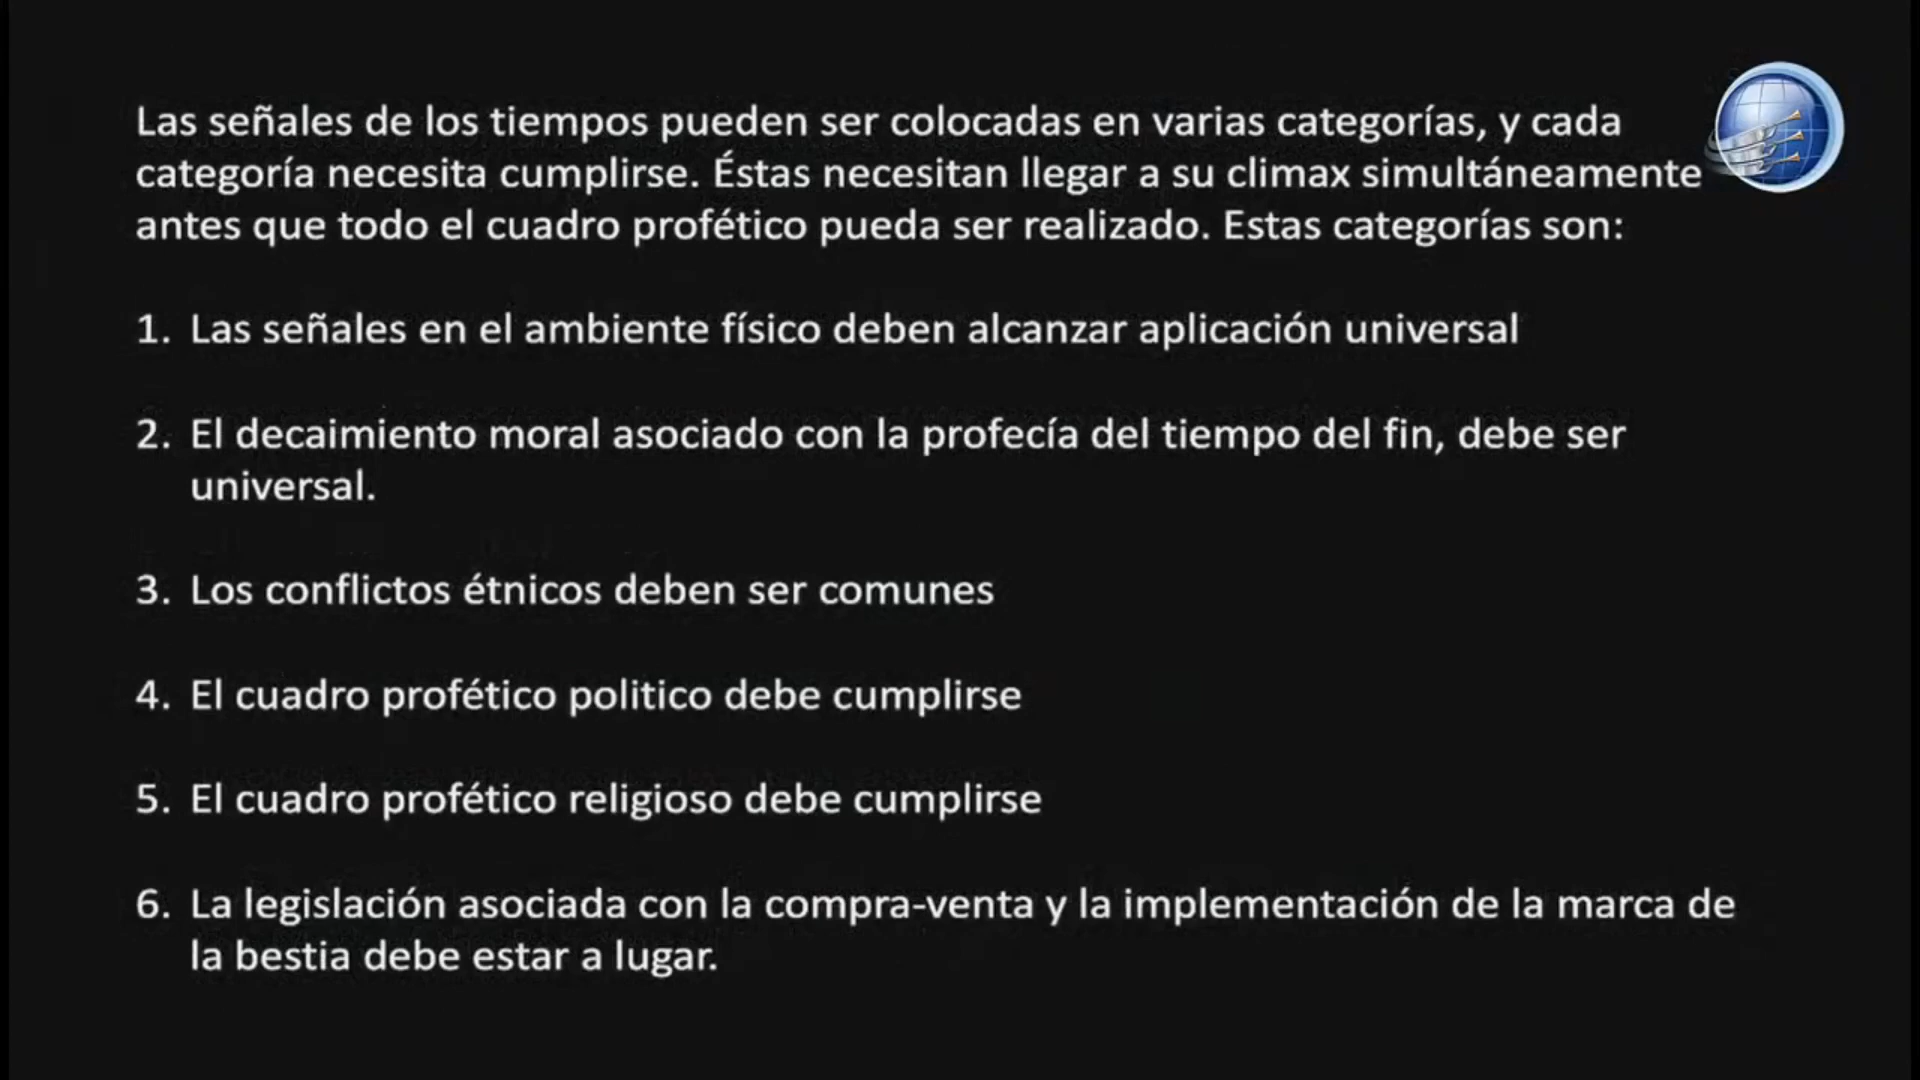 Las señales de los tiempos pueden ser colocadas en varias categorías, y cada
categoría necesita cumplirse. Éstas necesitan llegar a su climax simultáneamente
antes que todo el cuadro profético pueda ser realizado. Estas categorías son:
1. Las señales en el ambiente físico deben alcanzar aplicación universal
2. El decaimiento moral asociado con la profecía del tiempo del fin, debe ser
universal.
3. Los conflictos étnicos deben ser comunes
4. El cuadro profético politico debe cumplirse
5. El cuadro profético religioso debe cumplirse
6. La legislación asociada con la compra-venta y la implementación de la marca de
la bestia debe estar a lugar.